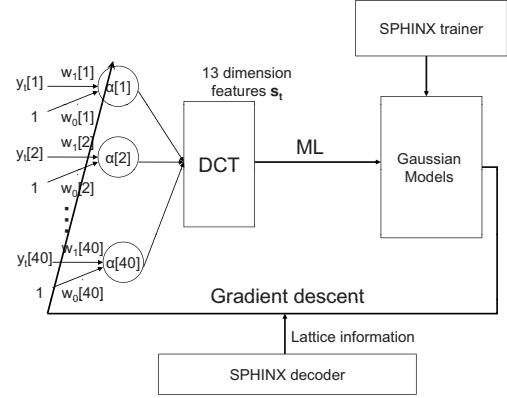 SPHINX trainer
13 dimension
features s_t
y_t[1]
w_1[1]
α[1]
1
w_0[1]
y_t[2]
w_1[2]
α[2]
1
w_0[2]
y_t[40]
w_1[40]
α[40]
1
w_0[40]
DCT
ML
Gaussian
Models
Gradient descent
Lattice information
SPHINX decoder